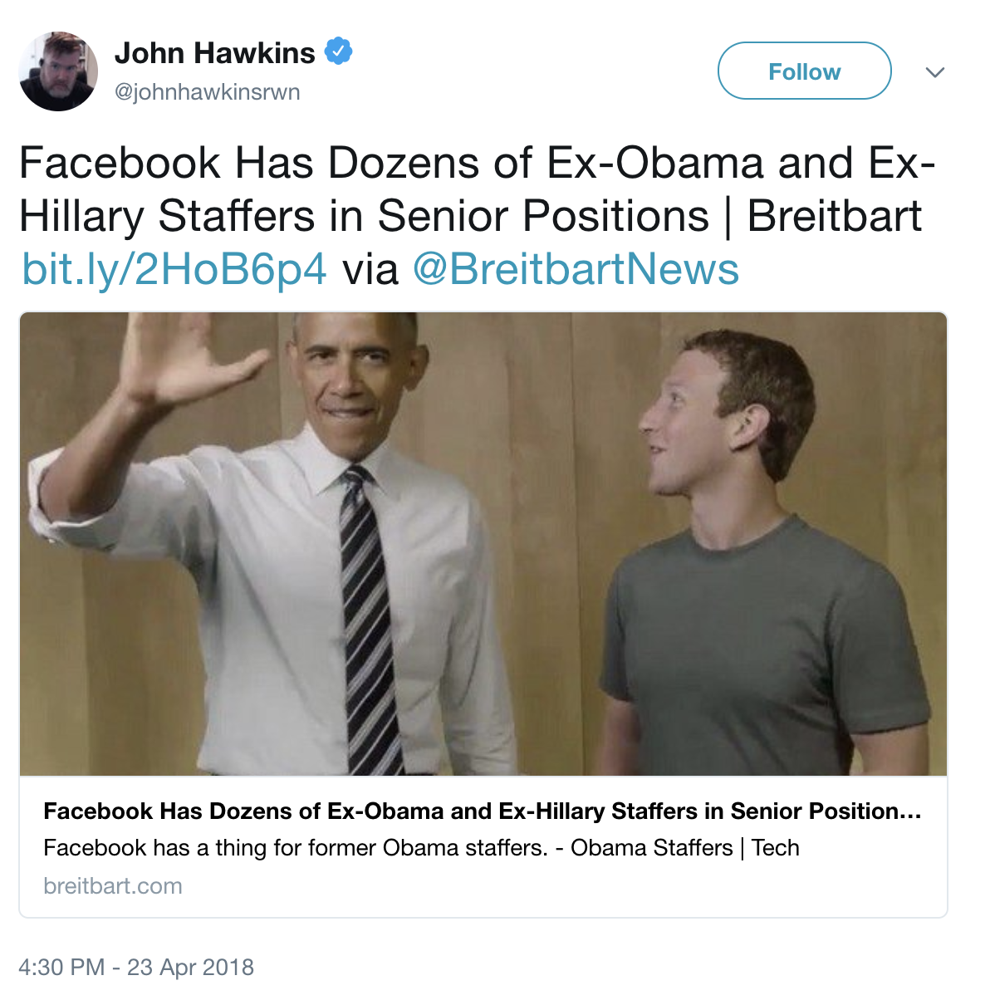 John Hawkins
@johnhawkinsrwn
Follow
Facebook Has Dozens of Ex-Obama and Ex-
Hillary Staffers in Senior Positions | Breitbart
bit.ly/2HoB6p4 via @BreitbartNews
Facebook Has Dozens of Ex-Obama and Ex-Hillary Staffers in Senior Position...
Facebook has a thing for former Obama staffers. - Obama Staffers | Tech
breitbart.com
4:30 PM - 23 Apr 2018